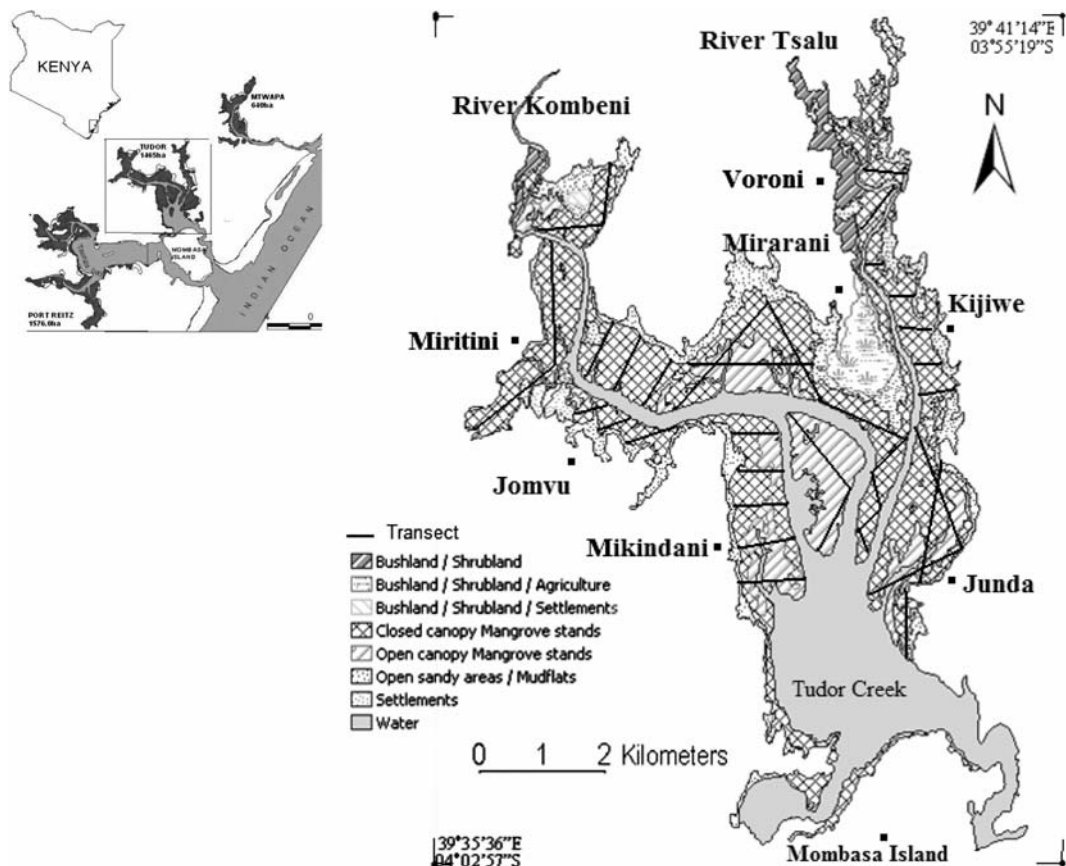 KENYA
MTWAPA
640ha
TUDOR
1465ha
MOMBASA
ISLAND
INDIAN OCEAN
PORT REITZ
1576.0ha
0
39°41'14"E
03°55'19"S
River Tsalu
N
River Kombeni
Voroni
Mirarani
Kijiwe
Miritini
Jomvu
Mikindani
Junda
Transect
Bushland / Shrubland
Bushland / Shrubland / Agriculture
Bushland / Shrubland / Settlements
Closed canopy Mangrove stands
Open canopy Mangrove stands
Open sandy areas / Mudflats
Settlements
Water
Tudor Creek
0 1 2 Kilometers
39°35'36"E
04°02'57"S
Mombasa Island